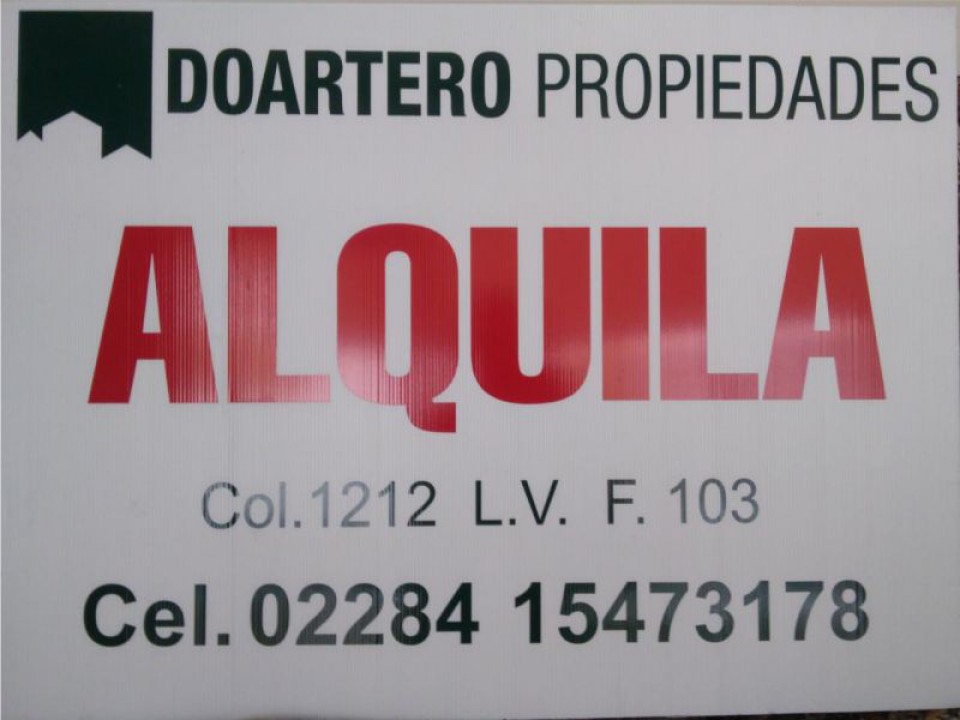 DOARTERO PROPIEDADES
ALQUILA
Col.1212 L.V. F. 103
Cel. 02284 15473178